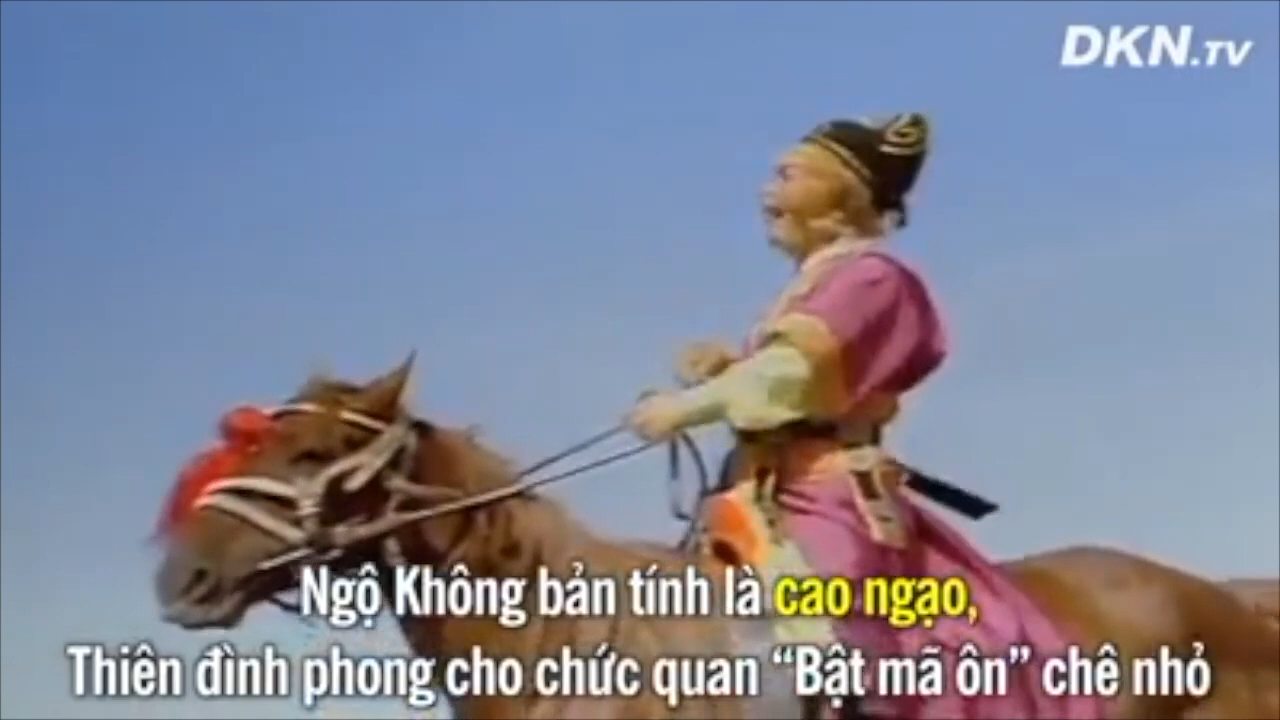 DKN.TV
Ngộ Không bản tính là cao ngạo,
Thiên đình phong cho chức quan “Bật mã ôn” chê nhỏ